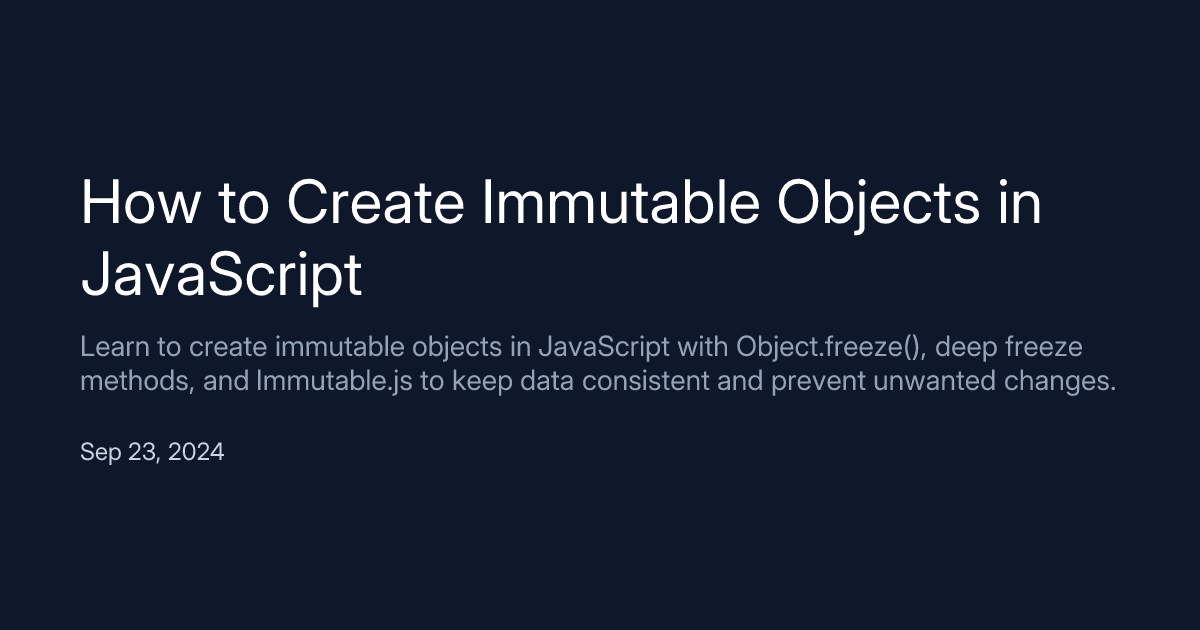 How to Create Immutable Objects in
JavaScript
Learn to create immutable objects in JavaScript with Object.freeze(), deep freeze
methods, and Immutable.js to keep data consistent and prevent unwanted changes.
Sep 23, 2024